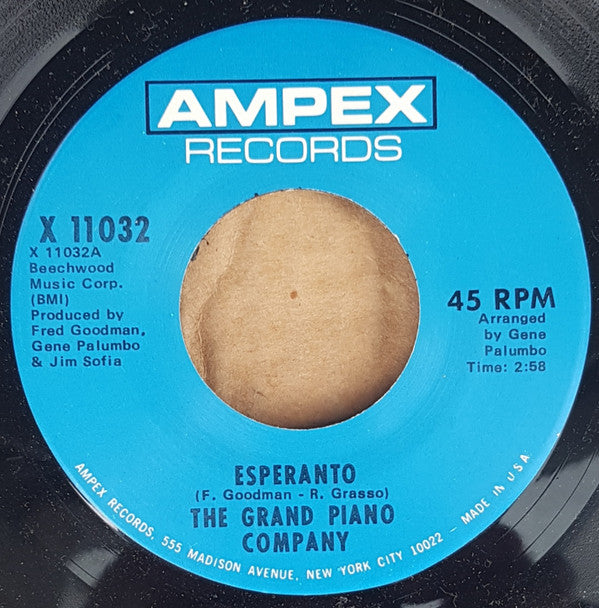 AMPEX
RECORDS
X 11032
X 11032A
Beechwood
Music Corp.
(BMI)
Produced by
Fred Goodman,
Gene Palumbo
& Jim Sofia
45 RPM
Arranged
by Gene
Palumbo
Time: 2:58
ESPERANTO
(F. Goodman - R. Grasso)
THE GRAND PIANO
COMPANY
AMPEX RECORDS, 555 MADISON AVENUE, NEW YORK CITY 10022 — MADE IN U.S.A.